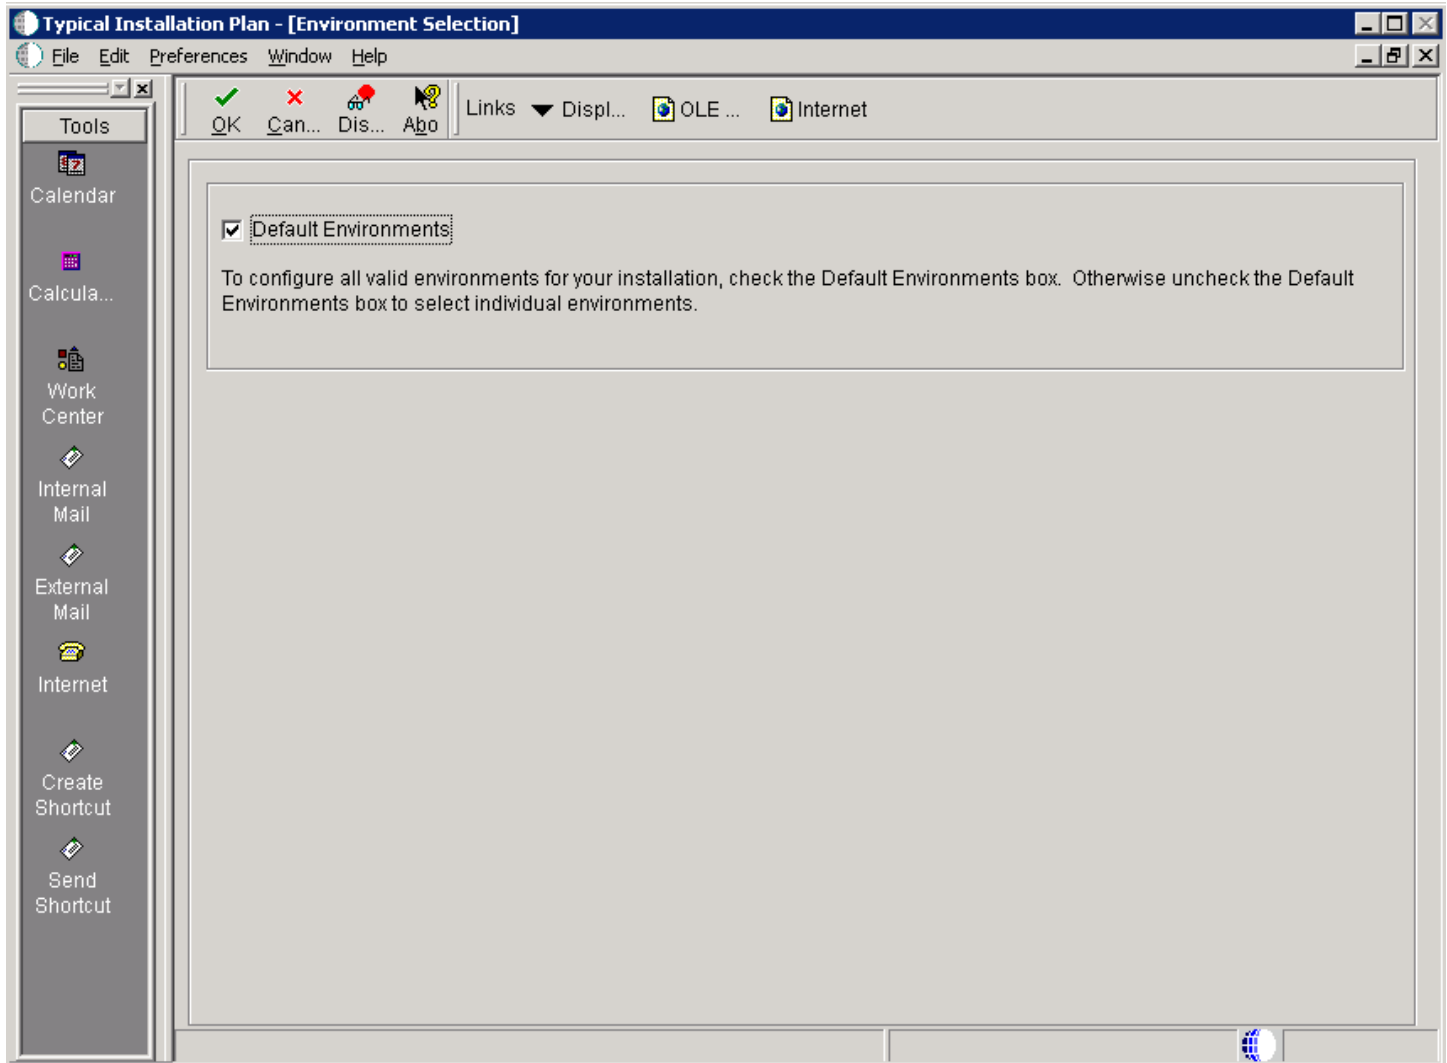 Typical Installation Plan - [Environment Selection]
File Edit Preferences Window Help
Tools
Calendar
Calcula...
Work
Center
Internal
Mail
External
Mail
Internet
Create
Shortcut
Send
Shortcut
OK Can... Dis... Abo Links Displ... OLE ... Internet
Default Environments
To configure all valid environments for your installation, check the Default Environments box. Otherwise uncheck the Default
Environments box to select individual environments.